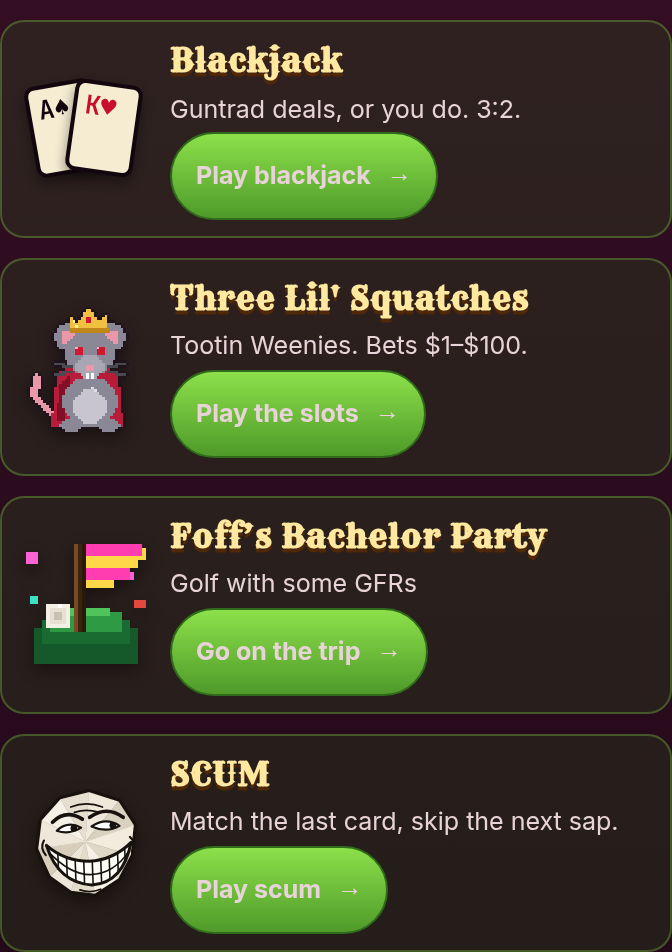 Blackjack
A♠ K♥
Guntrad deals, or you do. 3:2.
Play blackjack →
Three Lil' Squatches
Tootin Weenies. Bets $1–$100.
Play the slots →
Foff's Bachelor Party
Golf with some GFRs
Go on the trip →
SCUM
Match the last card, skip the next sap.
Play scum →